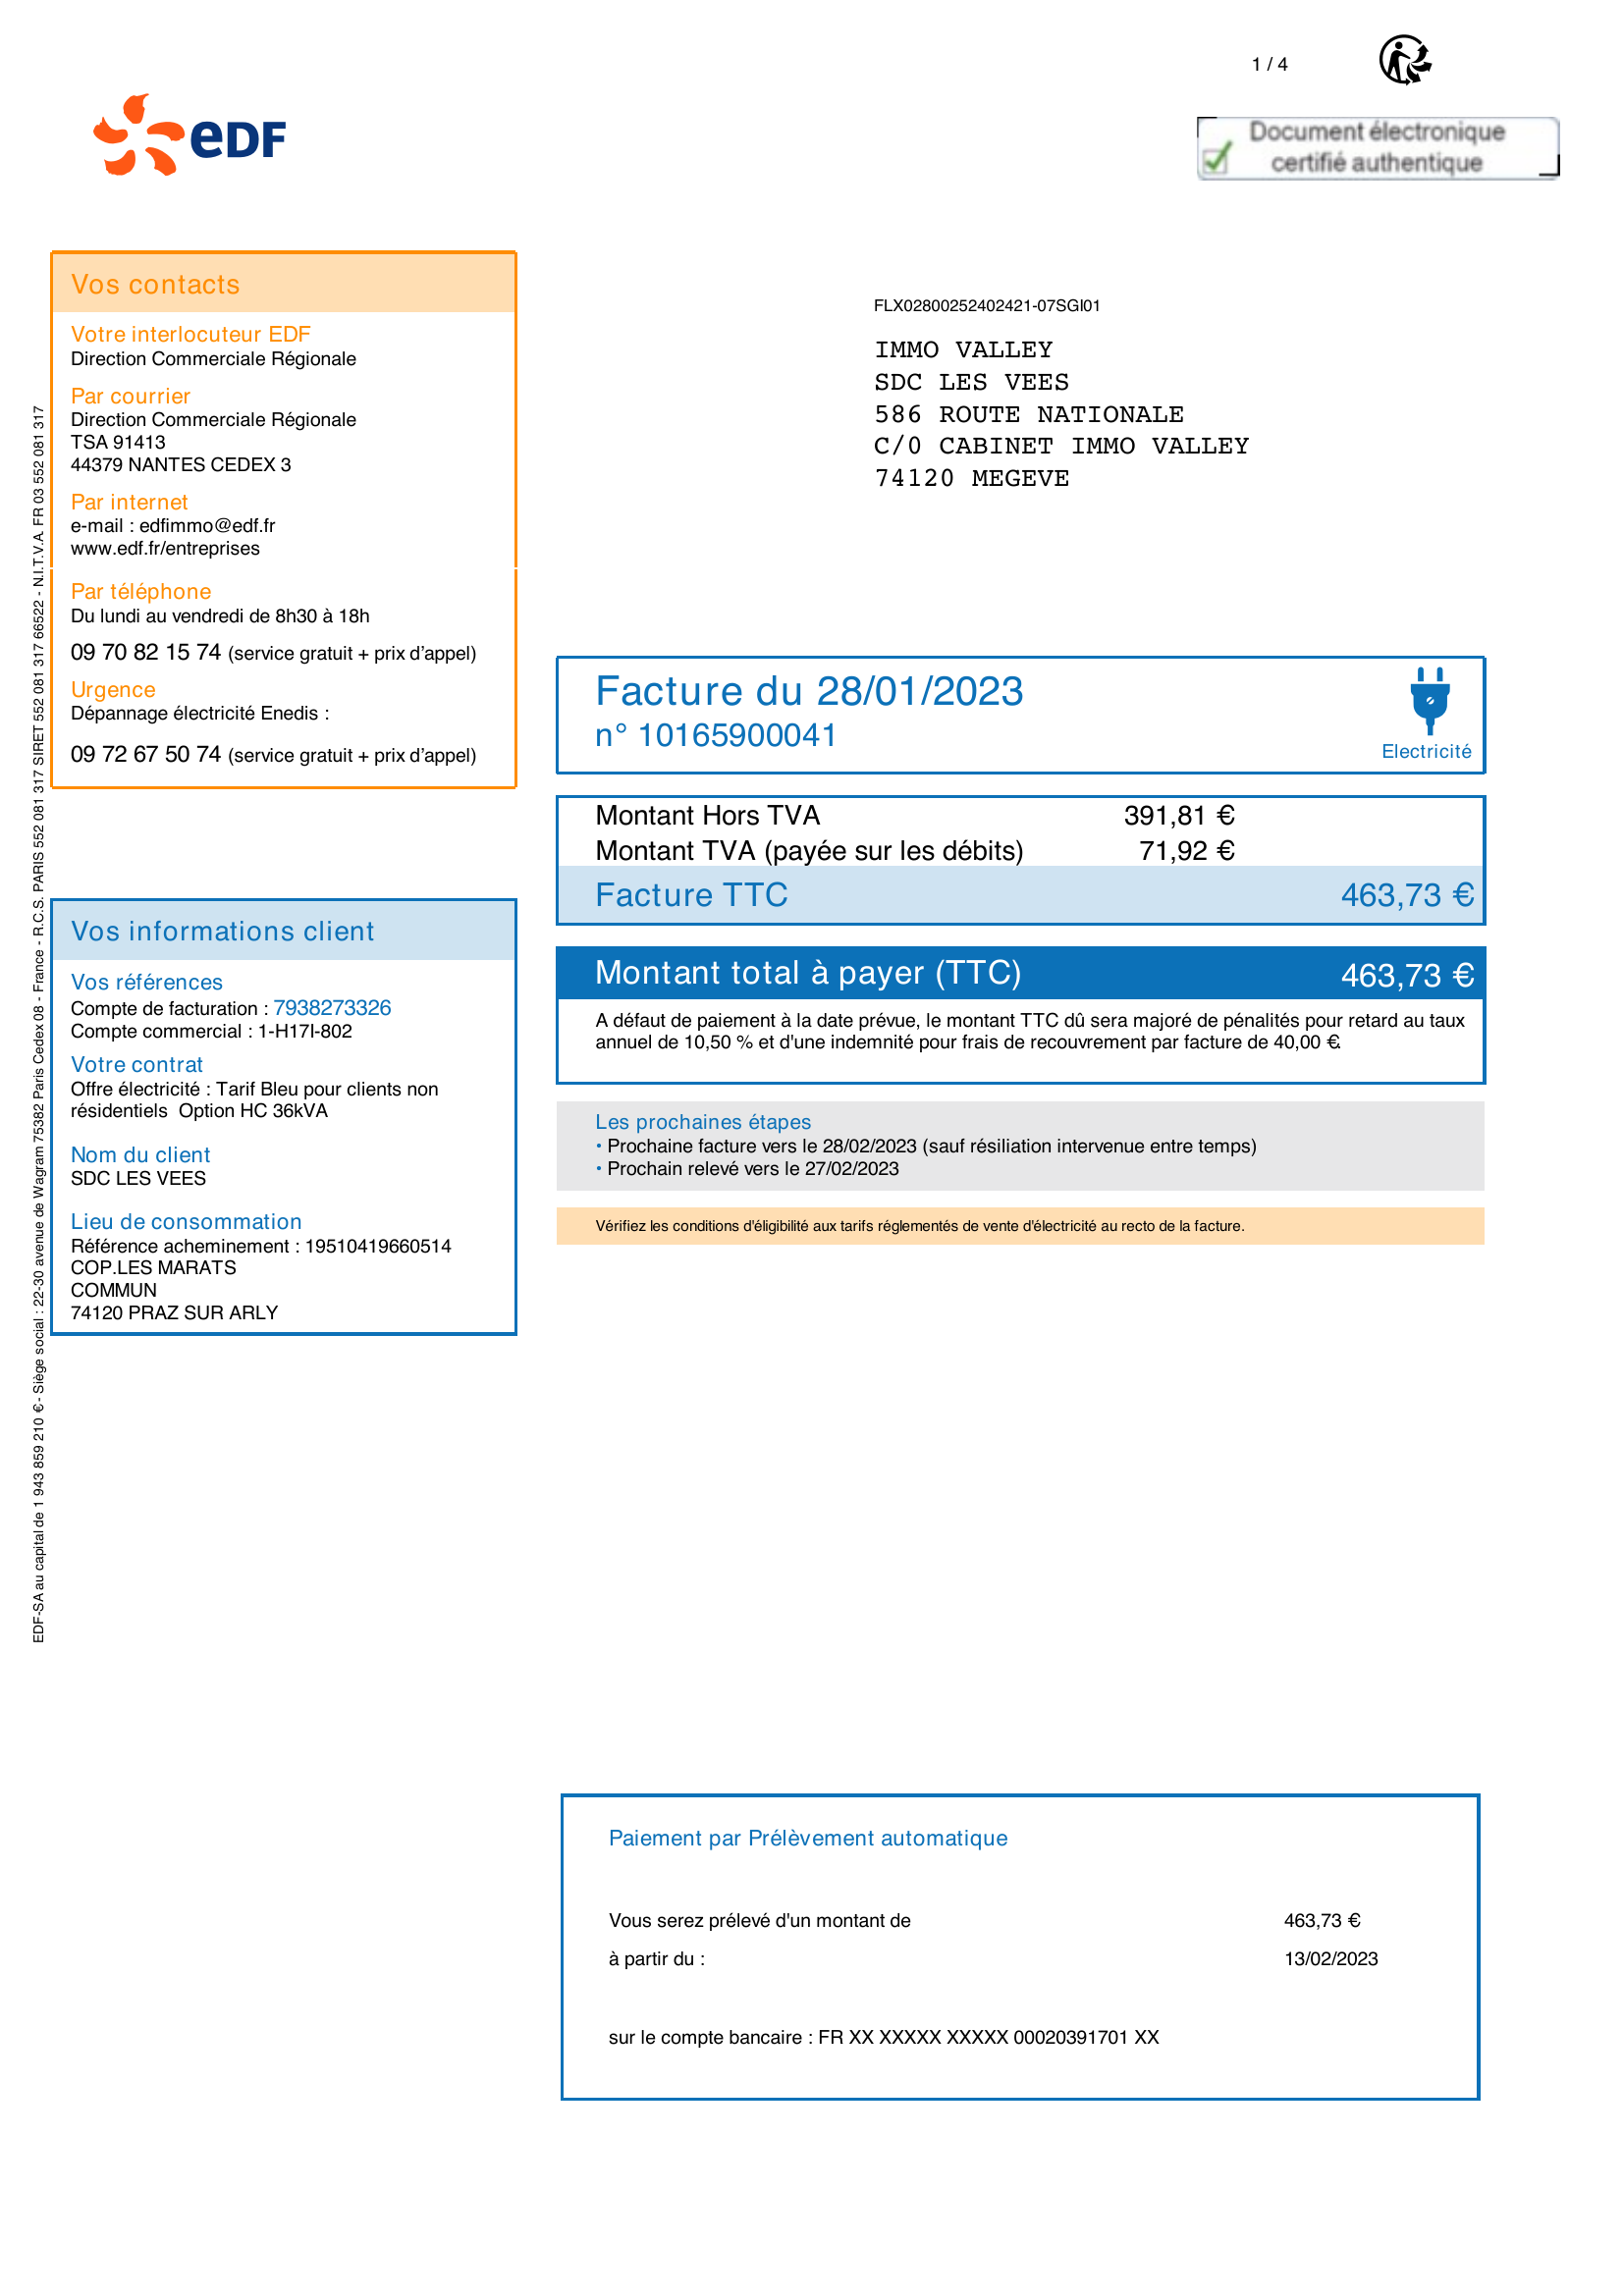 1 / 4
Document électronique
certifié authentique
eDF
Vos contacts
Votre interlocuteur EDF
Direction Commerciale Régionale
Par courrier
Direction Commerciale Régionale
TSA 91413
44379 NANTES CEDEX 3
Par internet
e-mail : edfimmo@edf.fr
www.edf.fr/entreprises
Par téléphone
Du lundi au vendredi de 8h30 à 18h
09 70 82 15 74 (service gratuit + prix d'appel)
Urgence
Dépannage électricité Enedis :
09 72 67 50 74 (service gratuit + prix d'appel)
FLX02800252402421-07SGI01
IMMO VALLEY
SDC LES VEES
586 ROUTE NATIONALE
C/0 CABINET IMMO VALLEY
74120 MEGEVE
Facture du 28/01/2023
n° 10165900041
Electricité
Montant Hors TVA 391,81 €
Montant TVA (payée sur les débits) 71,92 €
Facture TTC 463,73 €
Montant total à payer (TTC) 463,73 €
A défaut de paiement à la date prévue, le montant TTC dû sera majoré de pénalités pour retard au taux
annuel de 10,50 % et d'une indemnité pour frais de recouvrement par facture de 40,00 €.
Les prochaines étapes
• Prochaine facture vers le 28/02/2023 (sauf résiliation intervenue entre temps)
• Prochain relevé vers le 27/02/2023
Vérifiez les conditions d'éligibilité aux tarifs réglementés de vente d'électricité au recto de la facture.
Vos informations client
Vos références
Compte de facturation : 7938273326
Compte commercial : 1-H17I-802
Votre contrat
Offre électricité : Tarif Bleu pour clients non
résidentiels Option HC 36kVA
Nom du client
SDC LES VEES
Lieu de consommation
Référence acheminement : 19510419660514
COP.LES MARATS
COMMUN
74120 PRAZ SUR ARLY
EDF-SA au capital de 1 943 859 210 € - Siège social : 22-30 avenue de Wagram 75382 Paris Cedex 08 - France - R.C.S. PARIS 552 081 317 SIRET 552 081 317 66522 - N.I.T.V.A. FR 03 552 081 317
Paiement par Prélèvement automatique
Vous serez prélevé d'un montant de 463,73 €
à partir du : 13/02/2023
sur le compte bancaire : FR XX XXXXX XXXXX 00020391701 XX